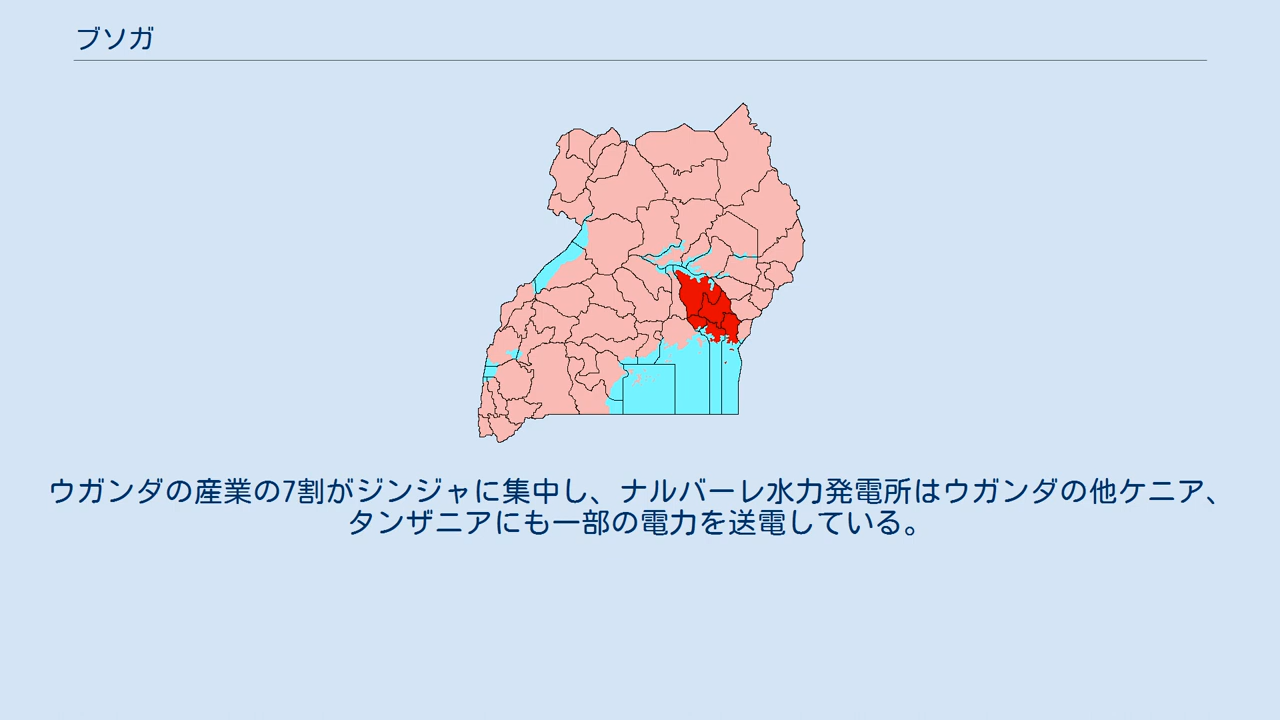 ブソガ
ウガンダの産業の7割がジンジャに集中し、ナルバーレ水力発電所はウガンダの他ケニア、
タンザニアにも一部の電力を送電している。